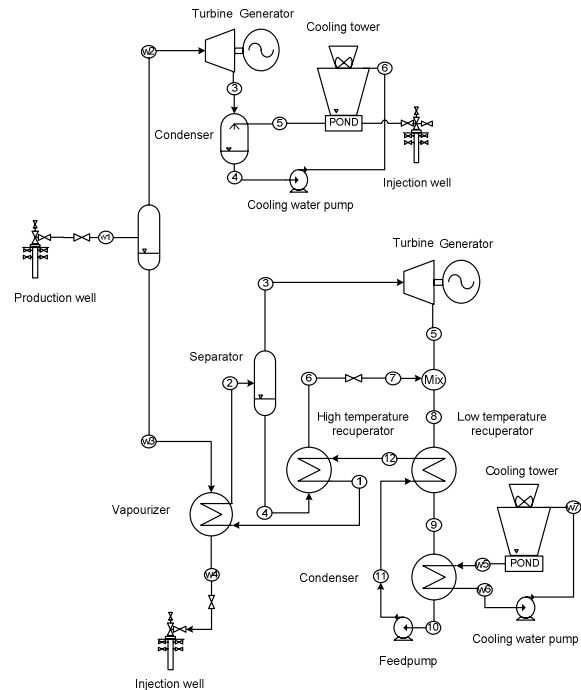 Turbine Generator
Cooling tower
w2
6
3
Condenser
5
POND
4
Cooling water pump
Injection well
w1
Production well
Turbine Generator
3
5
Separator
2
6
7
Mix
High temperature
recuperator
8
Low temperature
recuperator
w3
12
1
Cooling tower
Vapourizer
4
w7
9
POND
w5
w4
Condenser
11
w6
10
Feedpump
Cooling water pump
Injection well